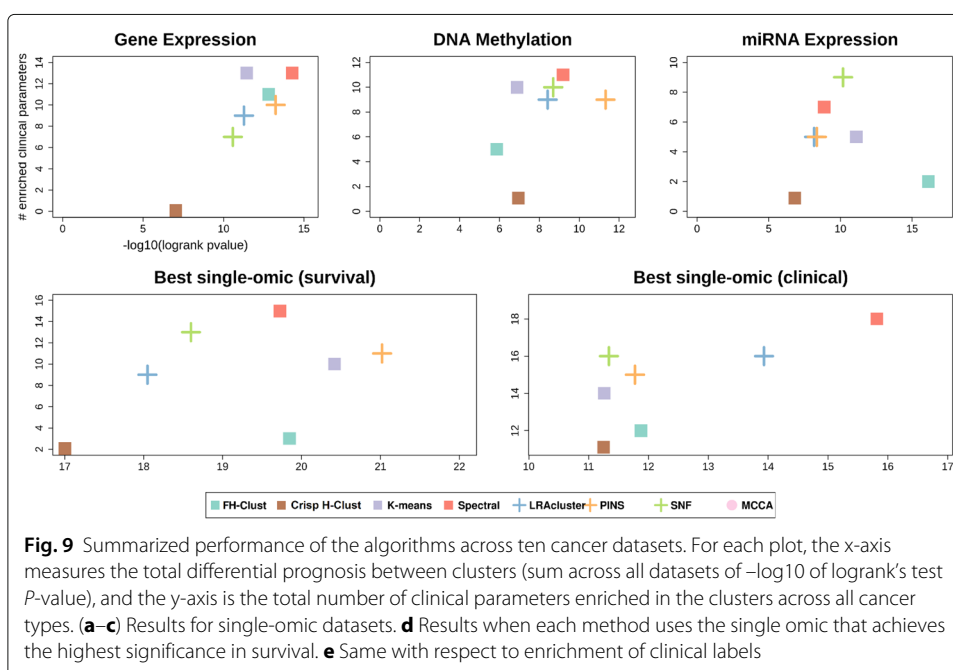 Gene Expression
DNA Methylation
miRNA Expression
# enriched clinical parameters
0 2 4 6 8 10 12 14
0 5 10 15
-log10(logrank pvalue)
0 2 4 6 8 10 12
0 2 4 6 8 10 12
0 2 4 6 8 10
0 5 10 15
Best single-omic (survival)
Best single-omic (clinical)
2 4 6 8 10 12 14 16
17 18 19 20 21 22
12 14 16 18
10 11 12 13 14 15 16 17
FH-Clust Crisp H-Clust K-means Spectral LRAcluster PINS SNF MCCA
Fig. 9 Summarized performance of the algorithms across ten cancer datasets. For each plot, the x-axis
measures the total differential prognosis between clusters (sum across all datasets of –log10 of logrank's test
P-value), and the y-axis is the total number of clinical parameters enriched in the clusters across all cancer
types. (a–c) Results for single-omic datasets. d Results when each method uses the single omic that achieves
the highest significance in survival. e Same with respect to enrichment of clinical labels